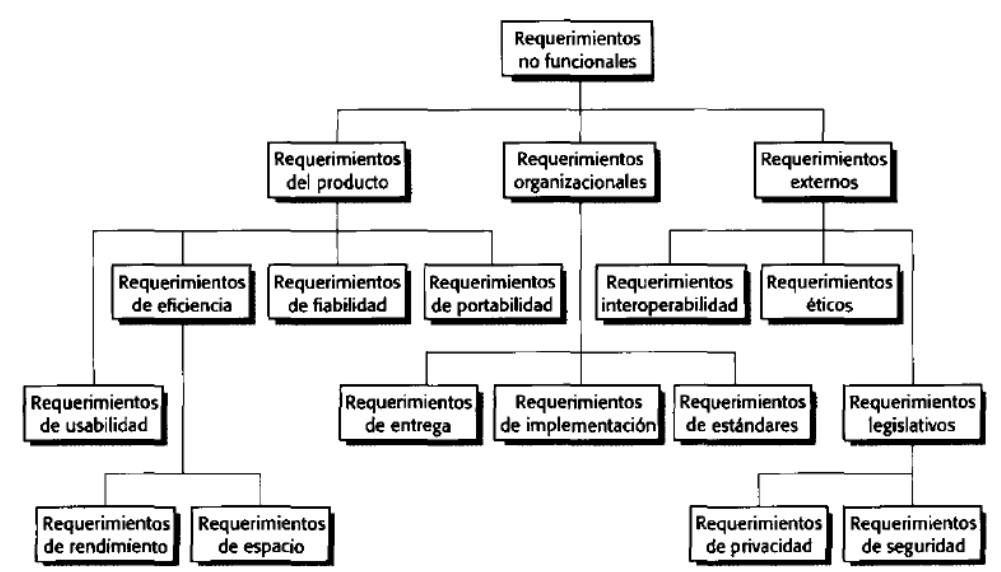 Requerimientos
no funcionales
Requerimientos
del producto
Requerimientos
organizacionales
Requerimientos
externos
Requerimientos
de eficiencia
Requerimientos
de fiabilidad
Requerimientos
de portabilidad
Requerimientos
interoperabilidad
Requerimientos
éticos
Requerimientos
de usabilidad
Requerimientos
de entrega
Requerimientos
de implementación
Requerimientos
de estándares
Requerimientos
legislativos
Requerimientos
de rendimiento
Requerimientos
de espacio
Requerimientos
de privacidad
Requerimientos
de seguridad